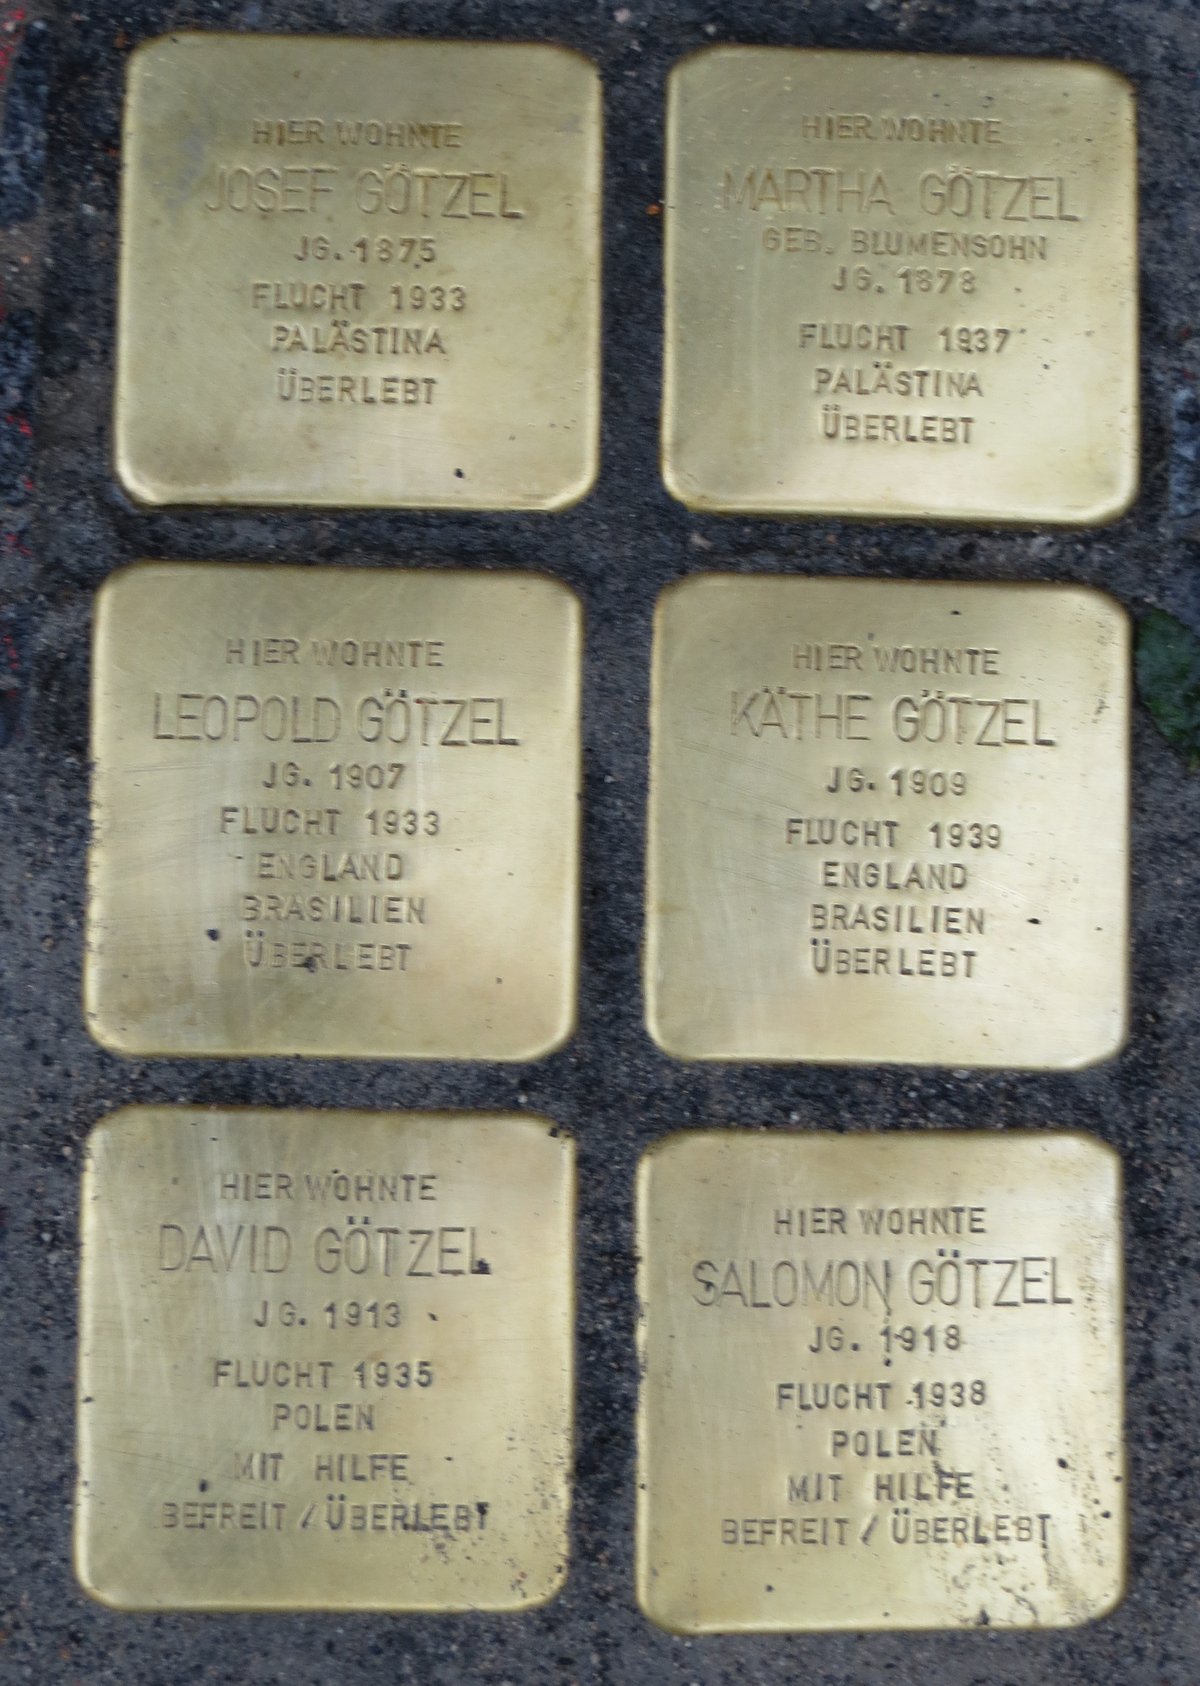 HIER WOHNTE
JOSEF GÖTZEL
JG. 1875
FLUCHT 1933
PALÄSTINA
ÜBERLEBT
HIER WOHNTE
MARTHA GÖTZEL
GEB. BLUMENSOHN
JG. 1878
FLUCHT 1937
PALÄSTINA
ÜBERLEBT
HIER WOHNTE
LEOPOLD GÖTZEL
JG. 1907
FLUCHT 1933
ENGLAND
BRASILIEN
ÜBERLEBT
HIER WOHNTE
KÄTHE GÖTZEL
JG. 1909
FLUCHT 1939
ENGLAND
BRASILIEN
ÜBERLEBT
HIER WOHNTE
DAVID GÖTZEL
JG. 1913
FLUCHT 1935
POLEN
MIT HILFE
BEFREIT / ÜBERLEBT
HIER WOHNTE
SALOMON GÖTZEL
JG. 1918
FLUCHT 1938
POLEN
MIT HILFE
BEFREIT / ÜBERLEBT